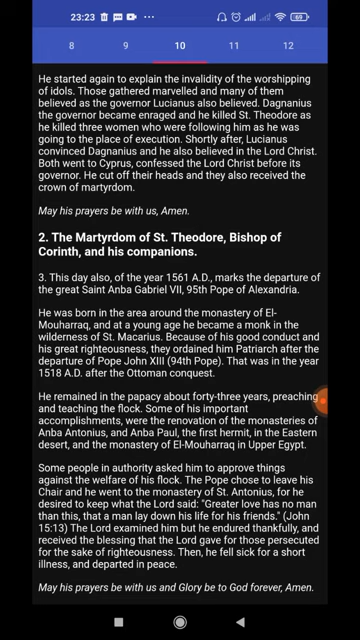 23:23
69
8 9 10 11 12
He started again to explain the invalidity of the worshipping
of idols. Those gathered marvelled and many of them
believed as the governor Lucianus also believed. Dagnanius
the governor became enraged and he killed St. Theodore as
he killed three women who were following him as he was
going to the place of execution. Shortly after, Lucianus
convinced Dagnanius and he also believed in the Lord Christ.
Both went to Cyprus, confessed the Lord Christ before its
governor. He cut off their heads and they also received the
crown of martyrdom.
May his prayers be with us, Amen.
2. The Martyrdom of St. Theodore, Bishop of
Corinth, and his companions.
3. This day also, of the year 1561 A.D., marks the departure of
the great Saint Anba Gabriel VII, 95th Pope of Alexandria.
He was born in the area around the monastery of El-
Mouharraq, and at a young age he became a monk in the
wilderness of St. Macarius. Because of his good conduct and
his great righteousness, they ordained him Patriarch after the
departure of Pope John XIII (94th Pope). That was in the year
1518 A.D. after the Ottoman conquest.
He remained in the papacy about forty-three years, preaching
and teaching the flock. Some of his important
accomplishments, were the renovation of the monasteries of
Anba Antonius, and Anba Paul, the first hermit, in the Eastern
desert, and the monastery of El-Mouharraq in Upper Egypt.
Some people in authority asked him to approve things
against the welfare of his flock. The Pope chose to leave his
Chair and he went to the monastery of St. Antonius, for he
desired to keep what the Lord said: "Greater love has no man
than this, that a man lay down his life for his friends." (John
15:13) The Lord examined him but he endured thankfully, and
received the blessing that the Lord gave for those persecuted
for the sake of righteousness. Then, he fell sick for a short
illness, and departed in peace.
May his prayers be with us and Glory be to God forever, Amen.